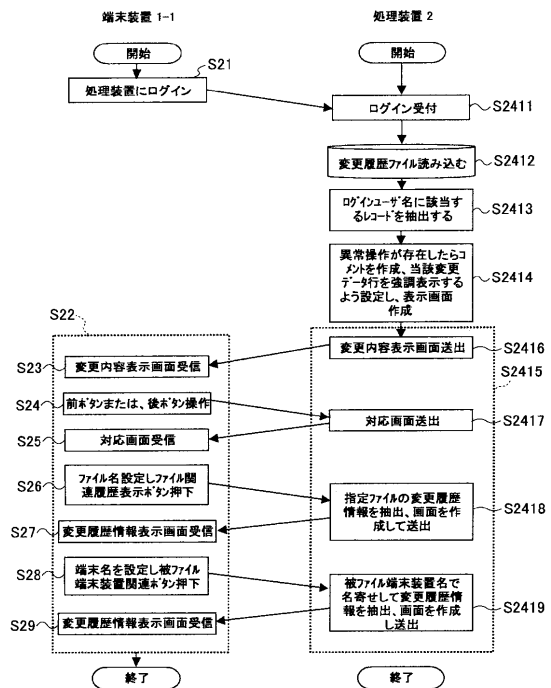 端末装置 1-1
処理装置 2
開始
開始
S21
処理装置にログイン
ログイン受付
S2411
変更履歴ファイル読み込む
S2412
ログインユーザ名に該当す
るレコードを抽出する
S2413
異常操作が存在したらコ
メントを作成、当該変更
データ行を強調表示する
よう設定し、表示画面
作成
S2414
S22
変更内容表示画面送出
S2416
S2415
S23
変更内容表示画面受信
S24
前ボタンまたは、後ボタン操作
対応画面送出
S2417
S25
対応画面受信
S26
ファイル名設定しファイル関
連履歴表示ボタン押下
指定ファイルの変更履歴
情報を抽出、画面を作
成して送出
S2418
S27
変更履歴情報表示画面受信
S28
端末名を設定し被ファイル
端末装置関連ボタン押下
被ファイル端末装置名で
名寄せして変更履歴情
報を抽出、画面を作成
し送出
S2419
S29
変更履歴情報表示画面受信
終了
終了